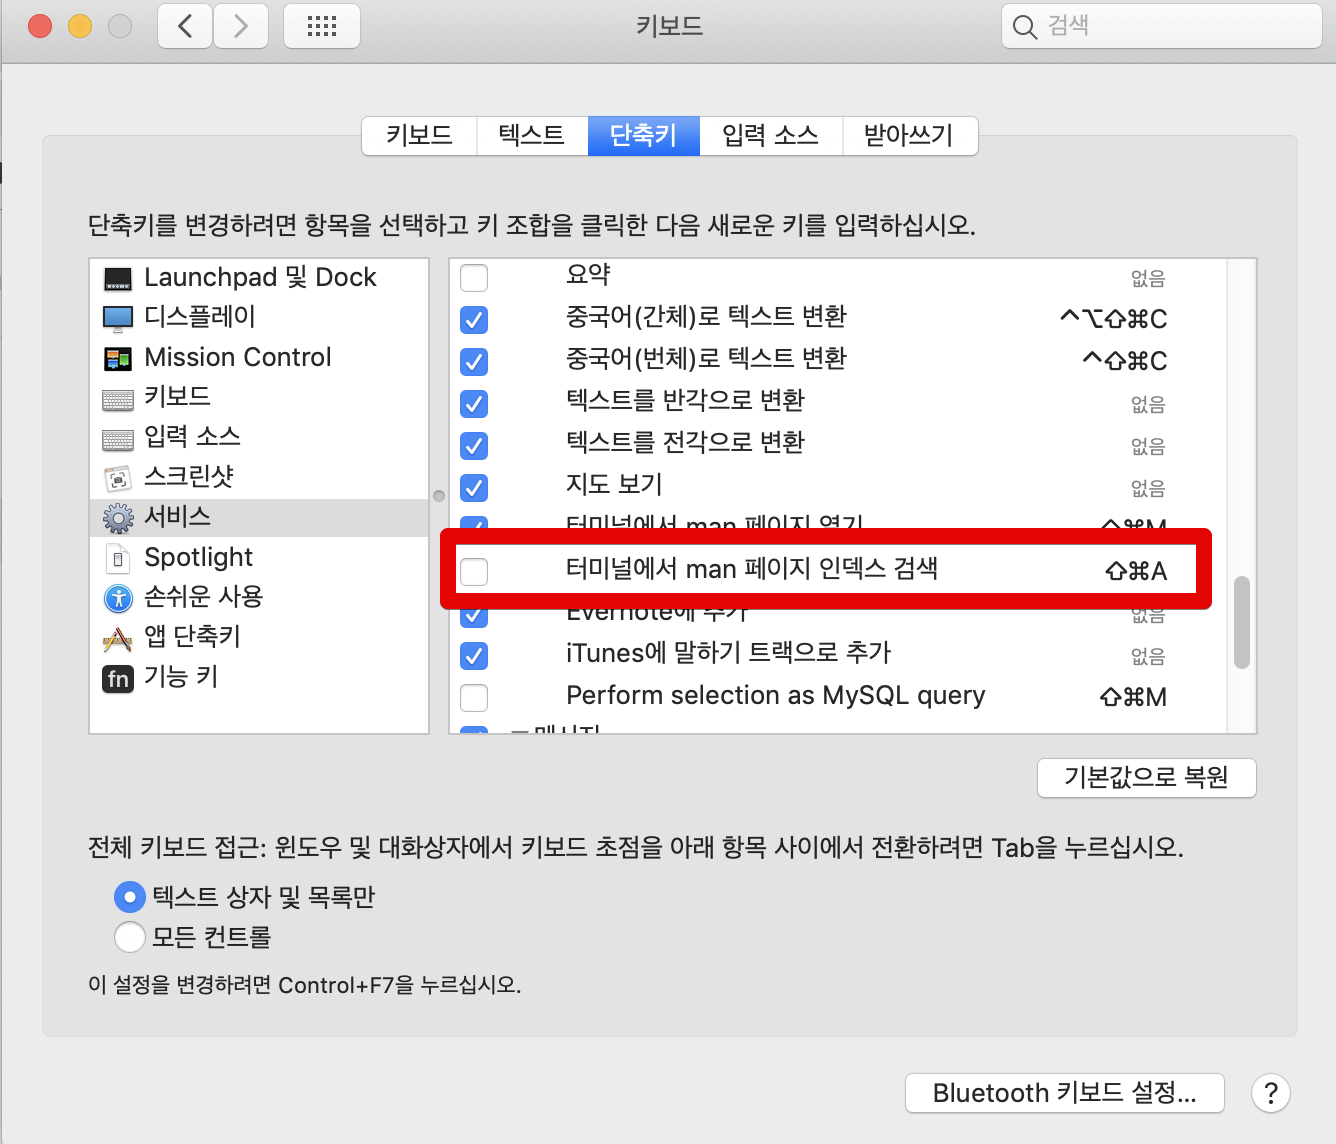 키보드
검색
키보드
텍스트
단축키
입력 소스
받아쓰기
단축키를 변경하려면 항목을 선택하고 키 조합을 클릭한 다음 새로운 키를 입력하십시오.
Launchpad 및 Dock
디스플레이
Mission Control
키보드
입력 소스
스크린샷
서비스
Spotlight
손쉬운 사용
앱 단축키
fn 기능 키
요약 없음
중국어(간체)로 텍스트 변환 ^⌥⇧⌘C
중국어(번체)로 텍스트 변환 ^⇧⌘C
텍스트를 반각으로 변환 없음
텍스트를 전각으로 변환 없음
지도 보기 없음
터미널에서 man 페이지 열기 ⇧⌘M
터미널에서 man 페이지 인덱스 검색 ⇧⌘A
Evernote에 추가 없음
iTunes에 말하기 트랙으로 추가 없음
Perform selection as MySQL query ⇧⌘M
메시지
기본값으로 복원
전체 키보드 접근: 윈도우 및 대화상자에서 키보드 초점을 아래 항목 사이에서 전환하려면 Tab을 누르십시오.
텍스트 상자 및 목록만
모든 컨트롤
이 설정을 변경하려면 Control+F7을 누르십시오.
Bluetooth 키보드 설정...
?